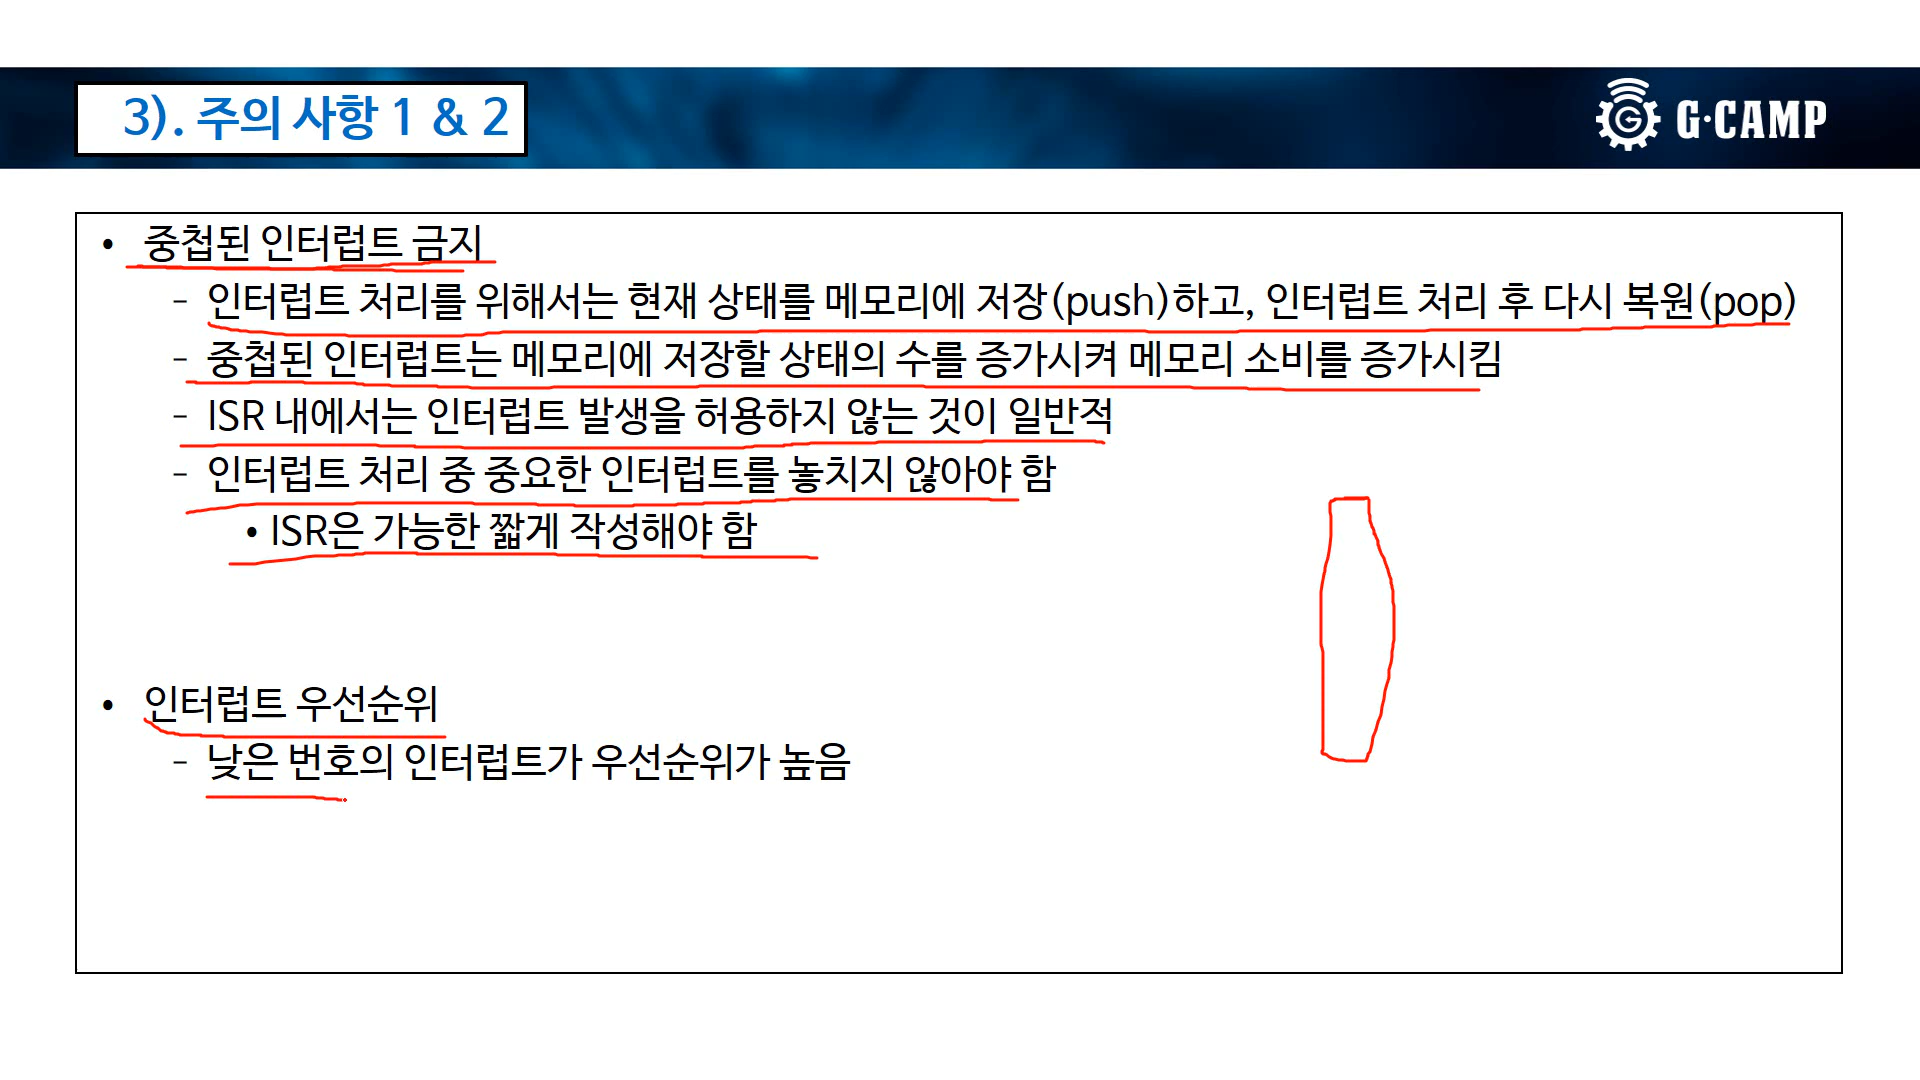 3). 주의 사항 1 & 2
G·CAMP
• 중첩된 인터럽트 금지
– 인터럽트 처리를 위해서는 현재 상태를 메모리에 저장(push)하고, 인터럽트 처리 후 다시 복원(pop)
– 중첩된 인터럽트는 메모리에 저장할 상태의 수를 증가시켜 메모리 소비를 증가시킴
– ISR 내에서는 인터럽트 발생을 허용하지 않는 것이 일반적
– 인터럽트 처리 중 중요한 인터럽트를 놓치지 않아야 함
• ISR은 가능한 짧게 작성해야 함
• 인터럽트 우선순위
– 낮은 번호의 인터럽트가 우선순위가 높음